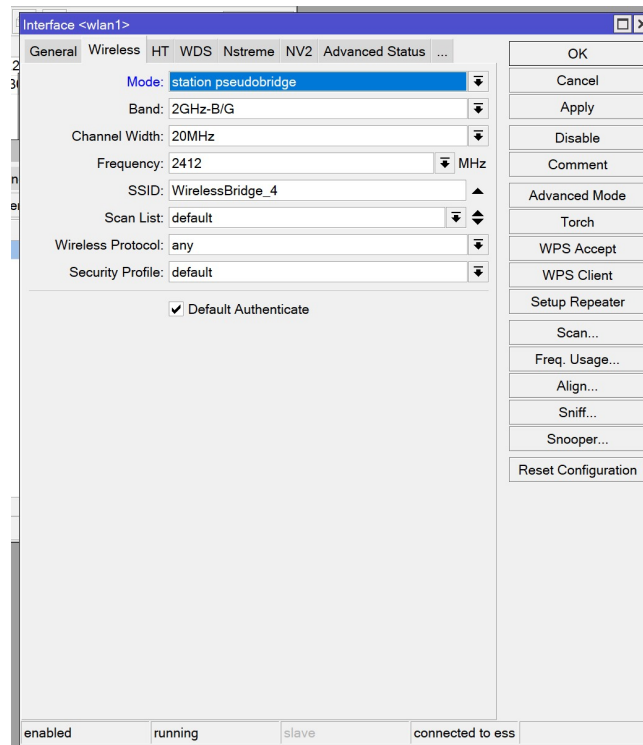 Interface <wlan1>
General Wireless HT WDS Nstreme NV2 Advanced Status ...
Mode: station pseudobridge
Band: 2GHz-B/G
Channel Width: 20MHz
Frequency: 2412 MHz
SSID: WirelessBridge_4
Scan List: default
Wireless Protocol: any
Security Profile: default
Default Authenticate
OK
Cancel
Apply
Disable
Comment
Advanced Mode
Torch
WPS Accept
WPS Client
Setup Repeater
Scan...
Freq. Usage...
Align...
Sniff...
Snooper...
Reset Configuration
enabled running slave connected to ess